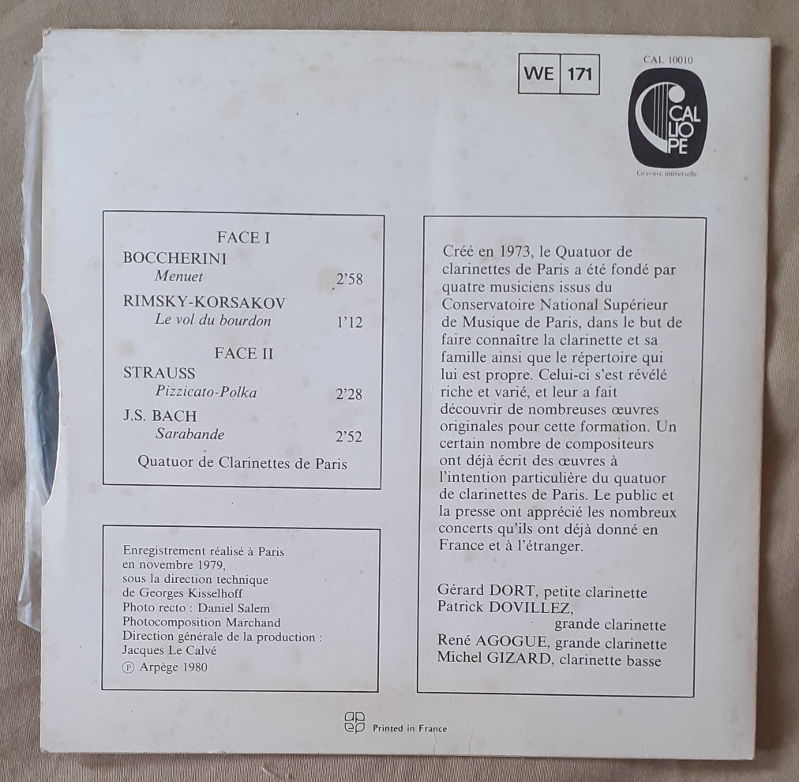 WE 171
CAL 10010
CAL
LIO
PE
Gravure universelle
FACE I
BOCCHERINI
Menuet 2'58
RIMSKY-KORSAKOV
Le vol du bourdon 1'12
FACE II
STRAUSS
Pizzicato-Polka 2'28
J.S. BACH
Sarabande 2'52
Quatuor de Clarinettes de Paris
Enregistrement réalisé à Paris
en novembre 1979,
sous la direction technique
de Georges Kisselhoff
Photo recto : Daniel Salem
Photocomposition Marchand
Direction générale de la production :
Jacques Le Calvé
Ⓟ Arpège 1980
Créé en 1973, le Quatuor de
clarinettes de Paris a été fondé par
quatre musiciens issus du
Conservatoire National Supérieur
de Musique de Paris, dans le but de
faire connaître la clarinette et sa
famille ainsi que le répertoire qui
lui est propre. Celui-ci s'est révélé
riche et varié, et leur a fait
découvrir de nombreuses œuvres
originales pour cette formation. Un
certain nombre de compositeurs
ont déjà écrit des œuvres à
l'intention particulière du quatuor
de clarinettes de Paris. Le public et
la presse ont apprécié les nombreux
concerts qu'ils ont déjà donné en
France et à l'étranger.
Gérard DORT, petite clarinette
Patrick DOVILLEZ,
grande clarinette
René AGOGUE, grande clarinette
Michel GIZARD, clarinette basse
Printed in France